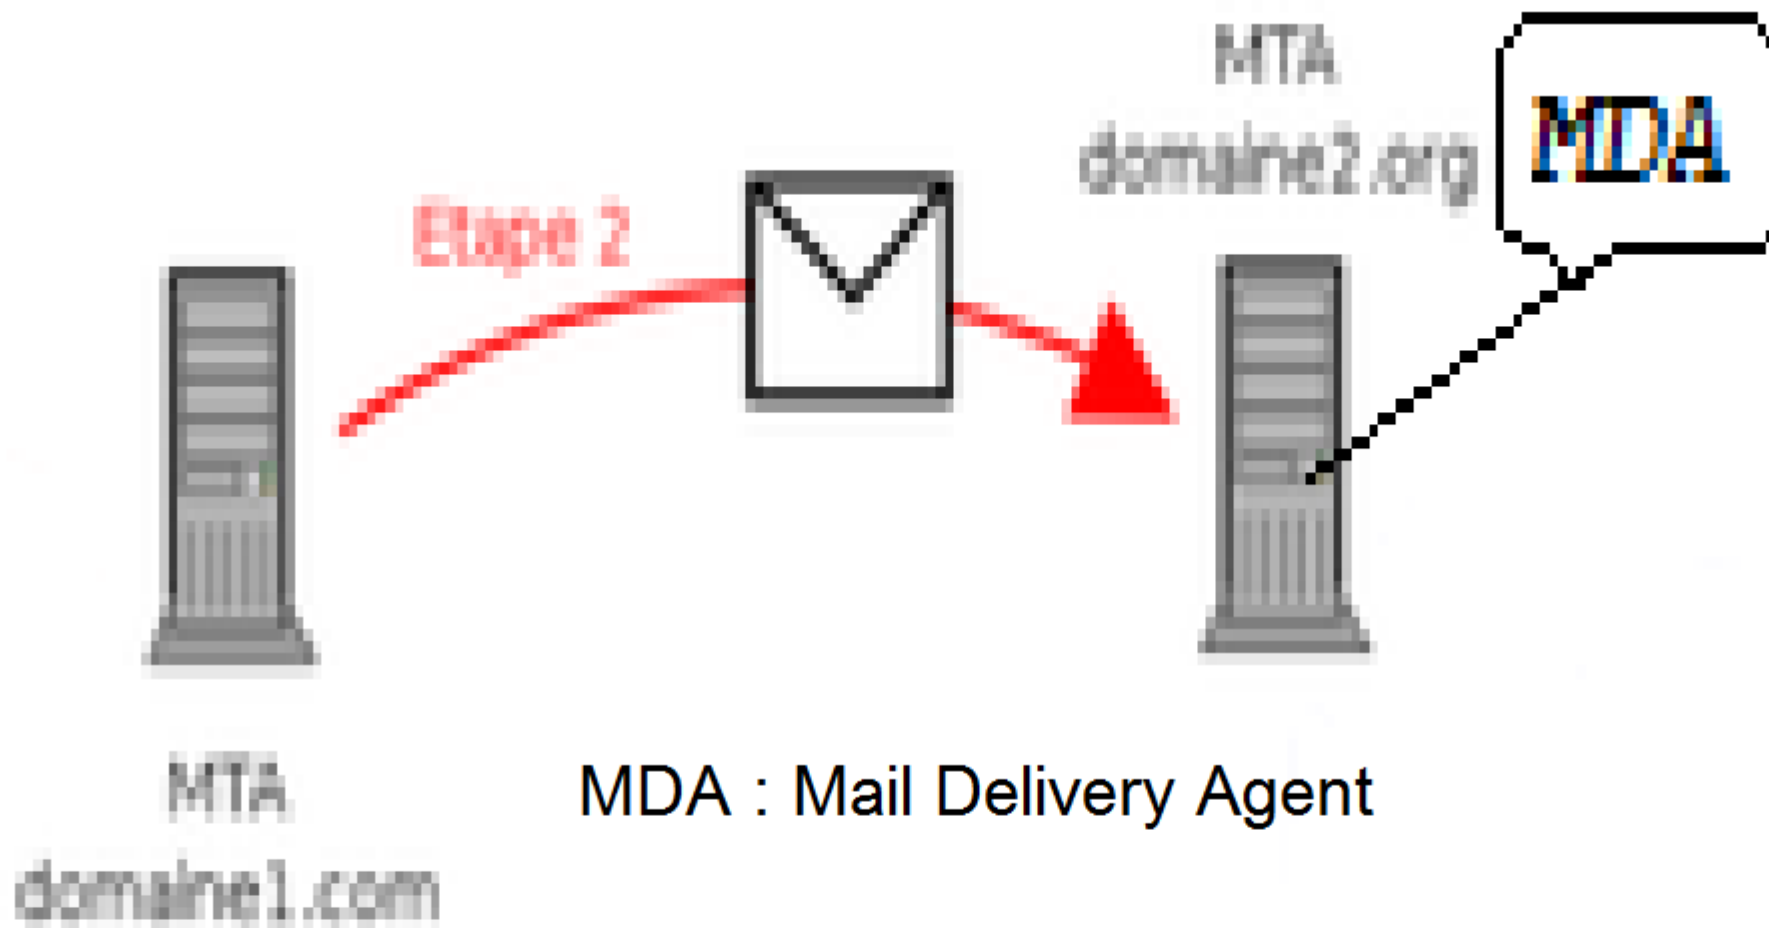 MTA
domaine2.org
MDA
Etape 2
MTA
domaine1.com
MDA : Mail Delivery Agent